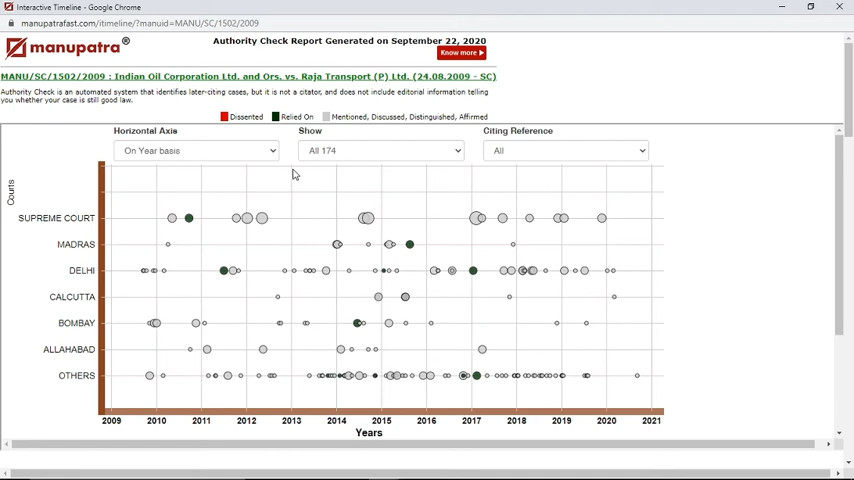 Interactive Timeline - Google Chrome
manupatrafast.com/itimeline/?manuid=MANU/SC/1502/2009
manupatra®
Authority Check Report Generated on September 22, 2020
Know more
MANU/SC/1502/2009 : Indian Oil Corporation Ltd. and Ors. vs. Raja Transport (P) Ltd. (24.08.2009 - SC)
Authority Check is an automated system that identifies later-citing cases, but it is not a citator, and does not include editorial information telling
you whether your case is still good law.
Dissented Relied On Mentioned, Discussed, Distinguished, Affirmed
Horizontal Axis Show Citing Reference
On Year basis All 174 All
Courts
SUPREME COURT
MADRAS
DELHI
CALCUTTA
BOMBAY
ALLAHABAD
OTHERS
2009 2010 2011 2012 2013 2014 2015 2016 2017 2018 2019 2020 2021
Years